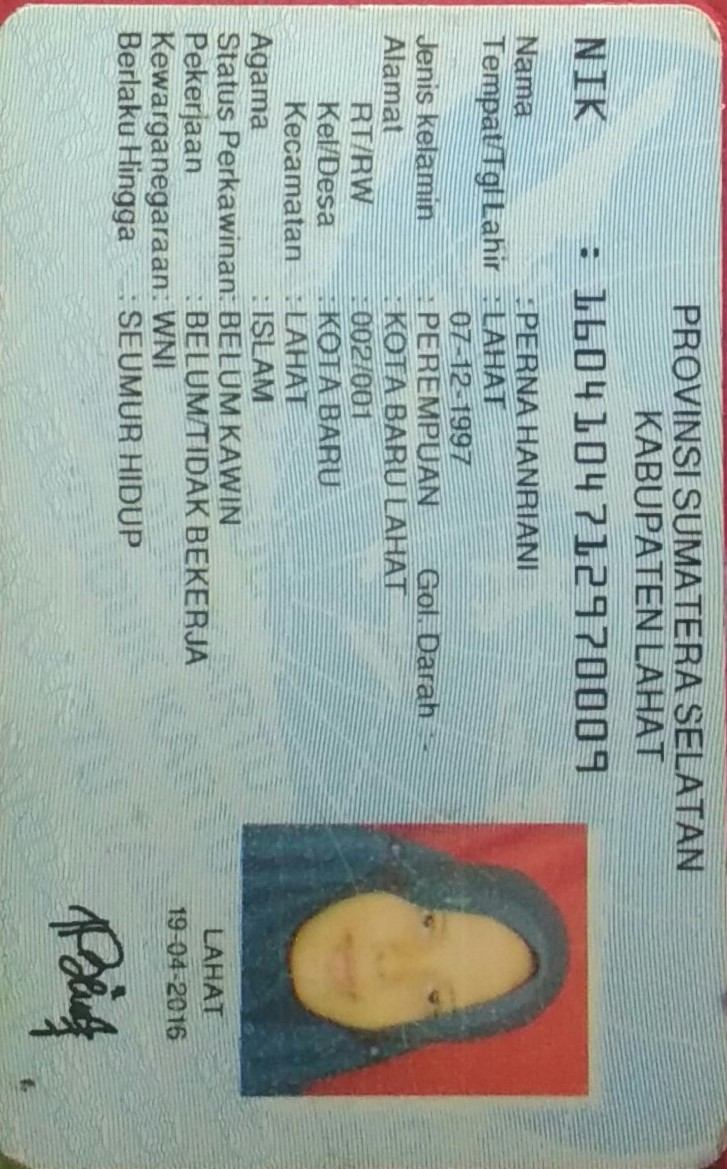 PROVINSI SUMATERA SELATAN
KABUPATEN LAHAT
NIK : 1604104712970009
Nama : PERNA HANRIANI
Tempat/Tgl Lahir : LAHAT
07-12-1997
Jenis kelamin : PEREMPUAN Gol. Darah : -
Alamat : KOTA BARU LAHAT
RT/RW : 002/001
Kel/Desa : KOTA BARU
Kecamatan : LAHAT
Agama : ISLAM
Status Perkawinan: BELUM KAWIN
Pekerjaan : BELUM/TIDAK BEKERJA
Kewarganegaraan: WNI
Berlaku Hingga : SEUMUR HIDUP
LAHAT
19-04-2016